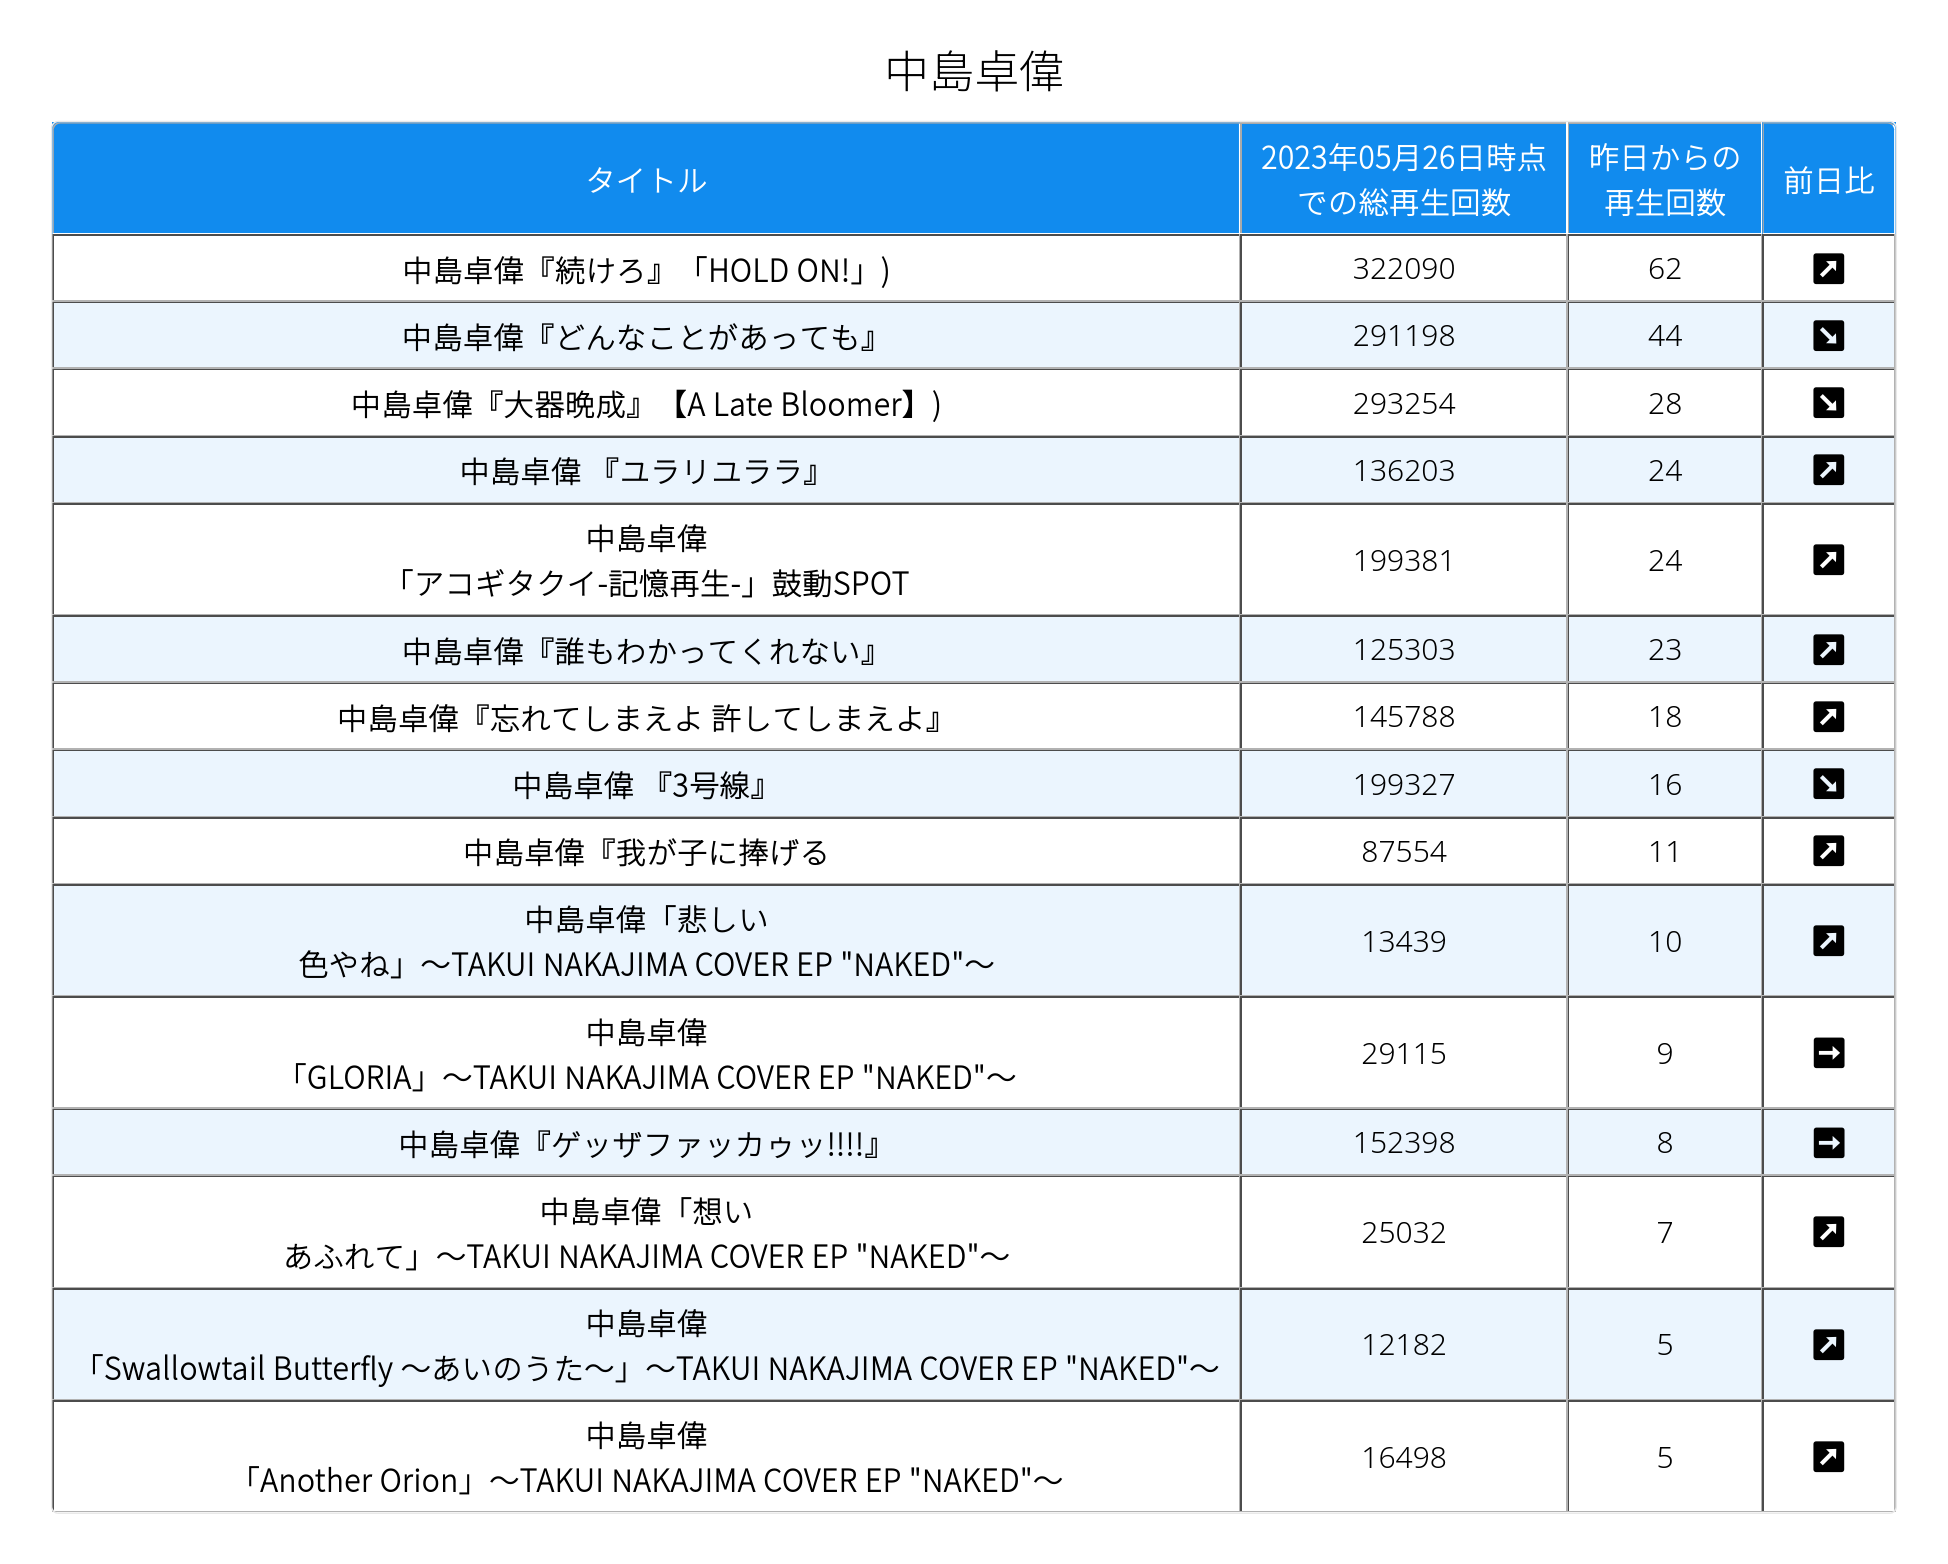 中島卓偉
タイトル
2023年05月26日時点
での総再生回数
昨日からの
再生回数
前日比
中島卓偉『続けろ』「HOLD ON!」) 322090 62
中島卓偉『どんなことがあっても』 291198 44
中島卓偉『大器晩成』【A Late Bloomer】) 293254 28
中島卓偉 『ユラリユララ』 136203 24
中島卓偉
「アコギタクイ-記憶再生-」鼓動SPOT 199381 24
中島卓偉『誰もわかってくれない』 125303 23
中島卓偉『忘れてしまえよ 許してしまえよ』 145788 18
中島卓偉 『3号線』 199327 16
中島卓偉『我が子に捧げる 87554 11
中島卓偉「悲しい
色やね」～TAKUI NAKAJIMA COVER EP "NAKED"～ 13439 10
中島卓偉
「GLORIA」～TAKUI NAKAJIMA COVER EP "NAKED"～ 29115 9
中島卓偉『ゲッザファッカゥッ!!!!』 152398 8
中島卓偉「想い
あふれて」～TAKUI NAKAJIMA COVER EP "NAKED"～ 25032 7
中島卓偉
「Swallowtail Butterfly ～あいのうた～」～TAKUI NAKAJIMA COVER EP "NAKED"～ 12182 5
中島卓偉
「Another Orion」～TAKUI NAKAJIMA COVER EP "NAKED"～ 16498 5